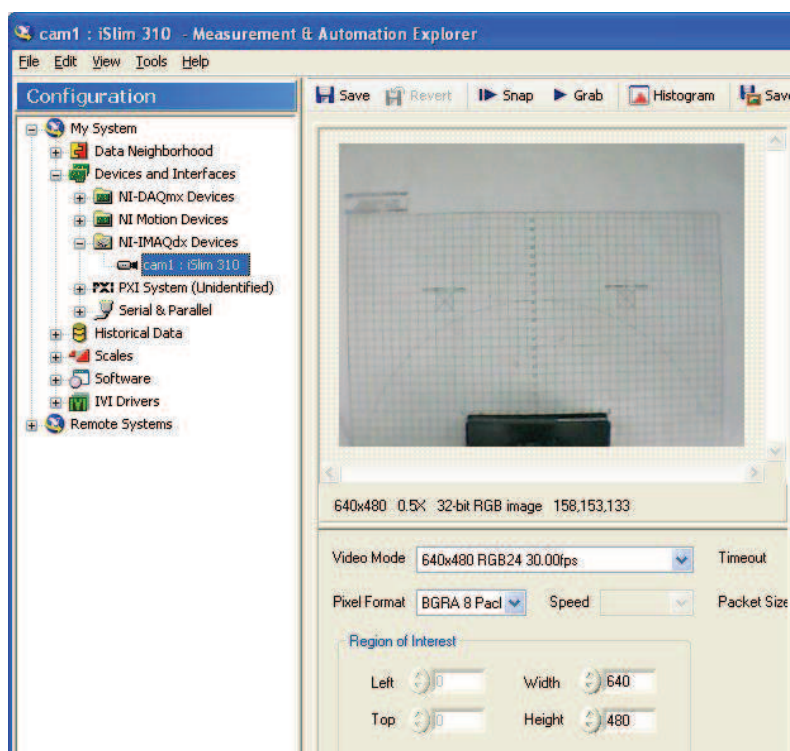 cam1 : iSlim 310 - Measurement & Automation Explorer
File Edit View Tools Help
Configuration
My System
Data Neighborhood
Devices and Interfaces
NI-DAQmx Devices
NI Motion Devices
NI-IMAQdx Devices
cam1 : iSlim 310
PXI PXI System (Unidentified)
Serial & Parallel
Historical Data
Scales
Software
IVI IVI Drivers
Remote Systems
Save Revert Snap Grab Histogram Save
640x480 0.5X 32-bit RGB image 158,153,133
Video Mode 640x480 RGB24 30.00fps Timeout
Pixel Format BGRA 8 Pacl Speed Packet Size
Region of Interest
Left 0 Width 640
Top 0 Height 480